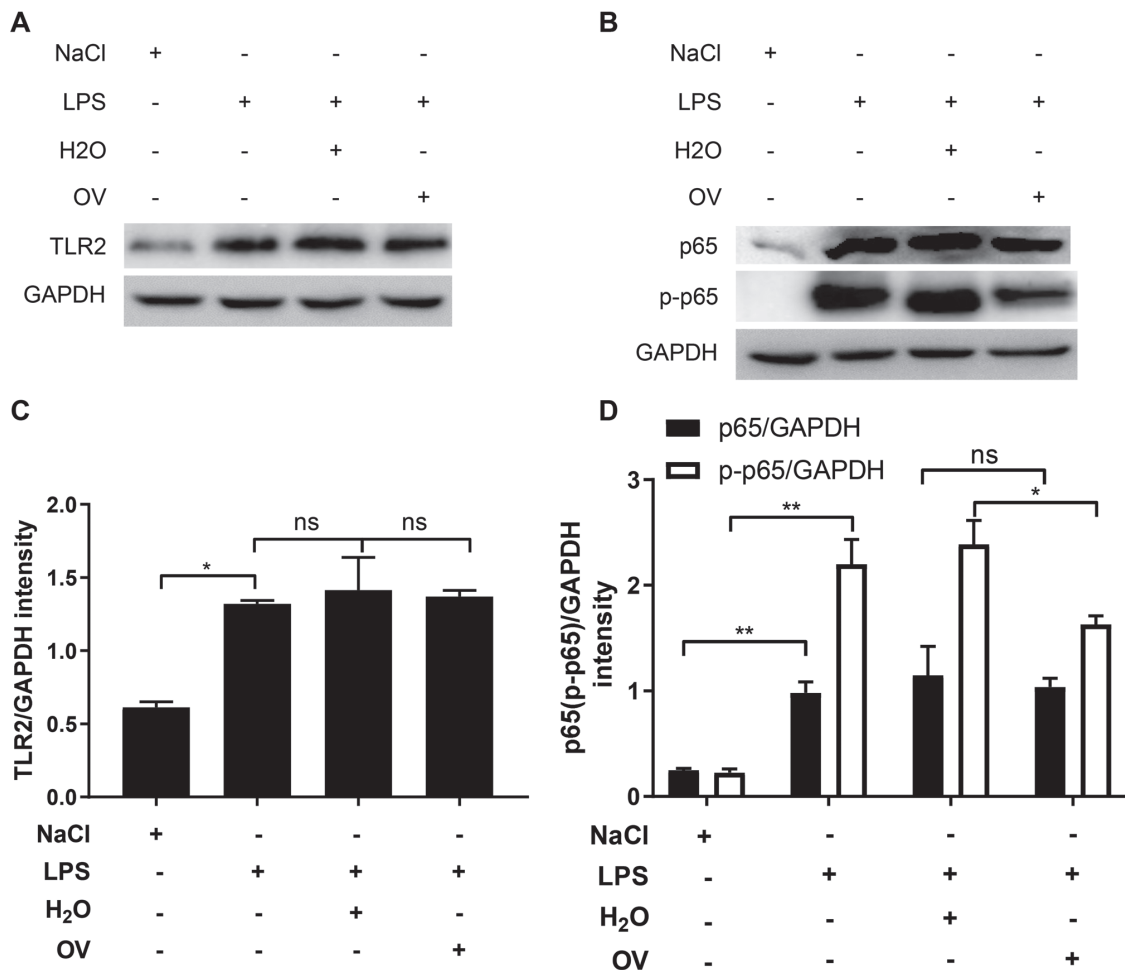 A
NaCl + - - -
LPS - + + +
H2O - - + -
OV - - - +
TLR2
GAPDH
B
NaCl + - - -
LPS - + + +
H2O - - + -
OV - - - +
p65
p-p65
GAPDH
C
TLR2/GAPDH intensity
2.0
1.5
1.0
0.5
0.0
*
ns
ns
NaCl + - - -
LPS - + + +
H₂O - - + -
OV - - - +
D
p65/GAPDH
p-p65/GAPDH
p65(p-p65)/GAPDH
intensity
3
2
1
0
**
**
ns
*
NaCl + - - -
LPS - + + +
H₂O - - + -
OV - - - +